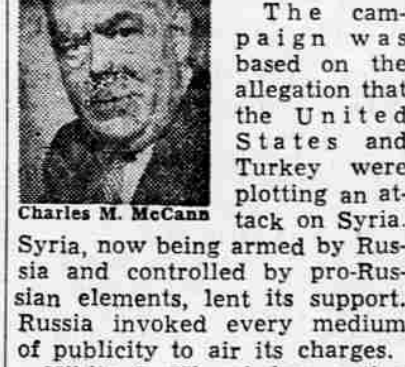 The cam-
paign was
based on the
allegation that
the United
States and
Turkey were
plotting an at-
tack on Syria.
Charles M. McCann
Syria, now being armed by Rus-
sia and controlled by pro-Rus-
sian elements, lent its support.
Russia invoked every medium
of publicity to air its charges.